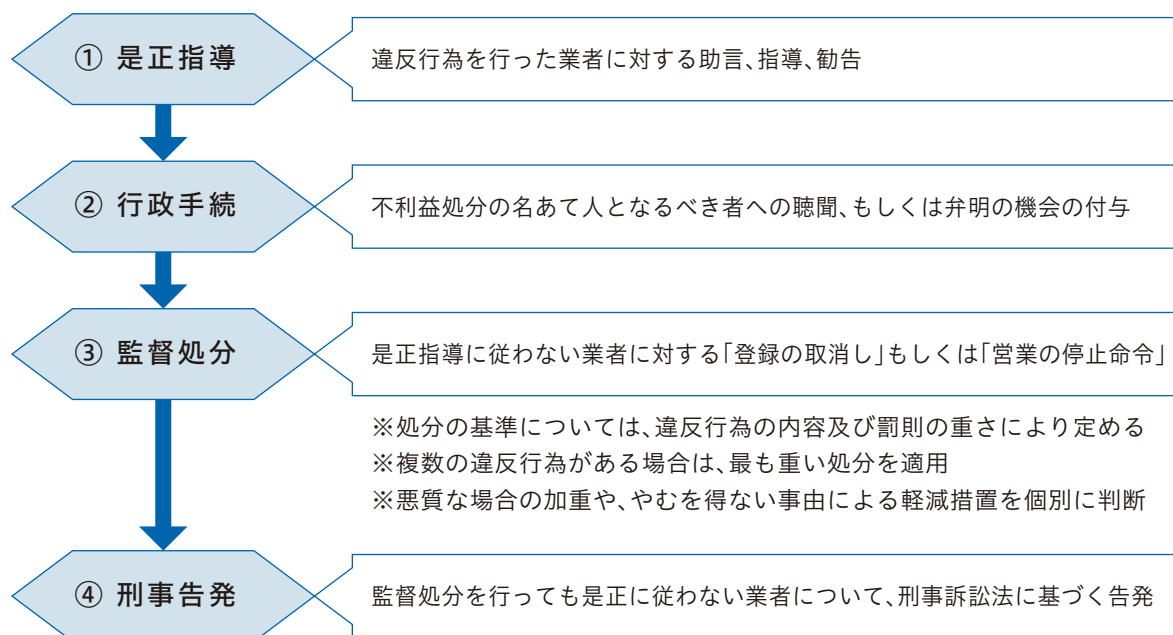 ① 是正指導
違反行為を行った業者に対する助言、指導、勧告
② 行政手続
不利益処分の名あて人となるべき者への聴聞、もしくは弁明の機会の付与
③ 監督処分
是正指導に従わない業者に対する「登録の取消し」もしくは「営業の停止命令」
※処分の基準については、違反行為の内容及び罰則の重さにより定める
※複数の違反行為がある場合は、最も重い処分を適用
※悪質な場合の加重や、やむを得ない事由による軽減措置を個別に判断
④ 刑事告発
監督処分を行っても是正に従わない業者について、刑事訴訟法に基づく告発